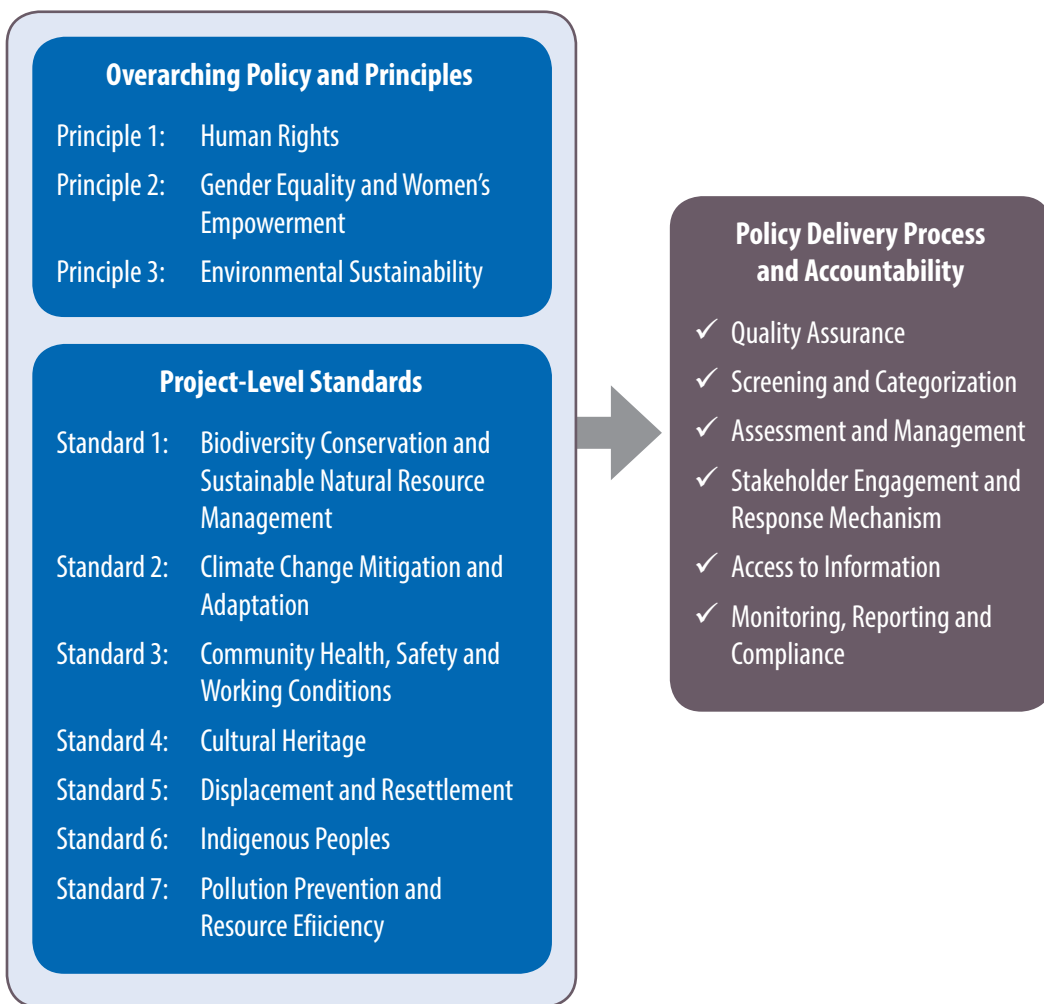 Overarching Policy and Principles
Principle 1: Human Rights
Principle 2: Gender Equality and Women's
Empowerment
Principle 3: Environmental Sustainability
Project-Level Standards
Standard 1: Biodiversity Conservation and
Sustainable Natural Resource
Management
Standard 2: Climate Change Mitigation and
Adaptation
Standard 3: Community Health, Safety and
Working Conditions
Standard 4: Cultural Heritage
Standard 5: Displacement and Resettlement
Standard 6: Indigenous Peoples
Standard 7: Pollution Prevention and
Resource Efiiciency
Policy Delivery Process
and Accountability
✓ Quality Assurance
✓ Screening and Categorization
✓ Assessment and Management
✓ Stakeholder Engagement and
Response Mechanism
✓ Access to Information
✓ Monitoring, Reporting and
Compliance